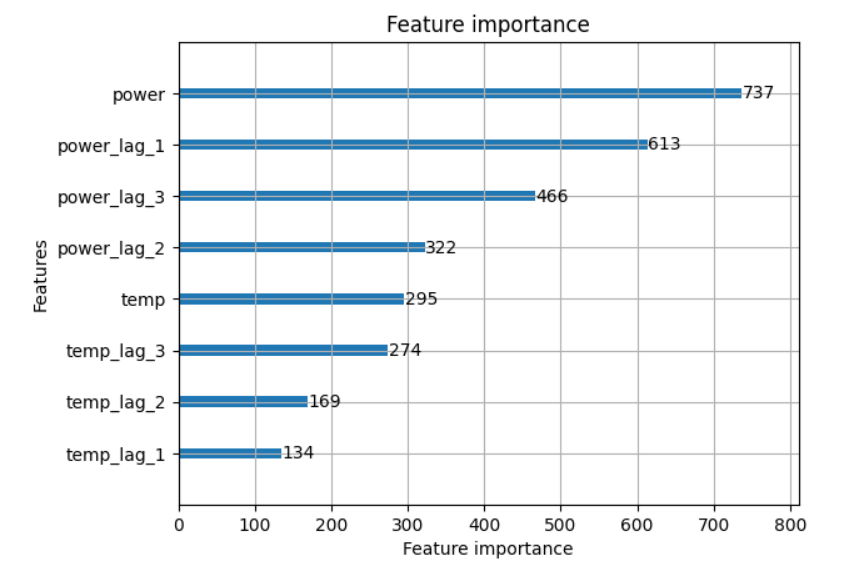 Feature importance
power 737
power_lag_1 613
power_lag_3 466
power_lag_2 322
temp 295
temp_lag_3 274
temp_lag_2 169
temp_lag_1 134
Features
0 100 200 300 400 500 600 700 800
Feature importance